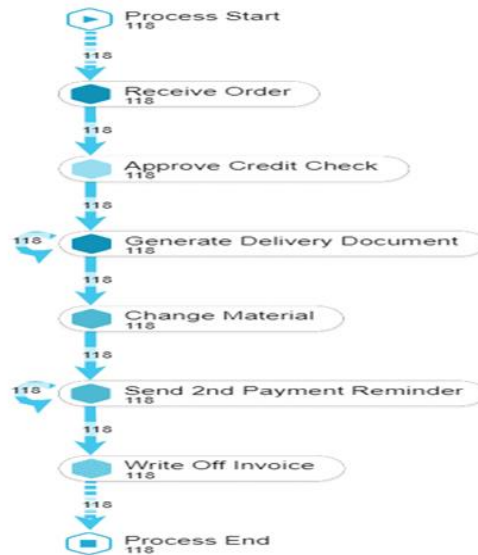 Process Start
118
118
Receive Order
118
118
Approve Credit Check
118
118
118
Generate Delivery Document
118
118
Change Material
118
118
118
Send 2nd Payment Reminder
118
118
Write Off Invoice
118
118
Process End
118